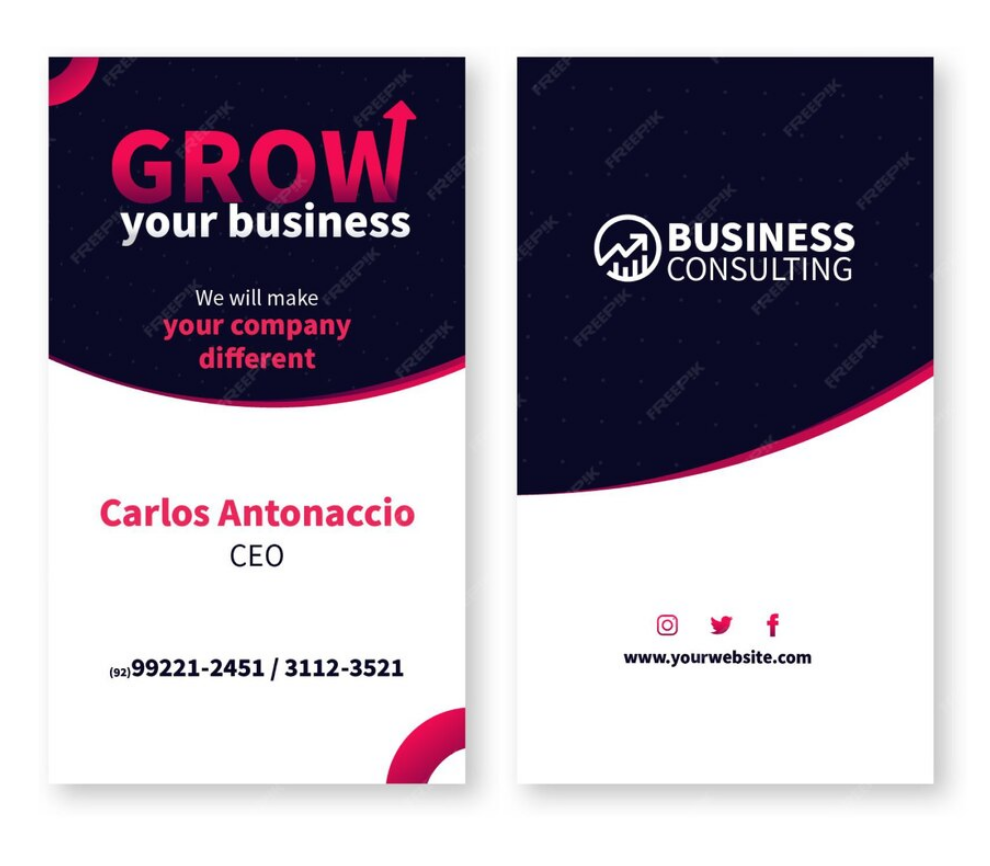 GROW
your business
We will make
your company
different
Carlos Antonaccio
CEO
(92)99221-2451 / 3112-3521
BUSINESS
CONSULTING
www.yourwebsite.com
FREEPIK